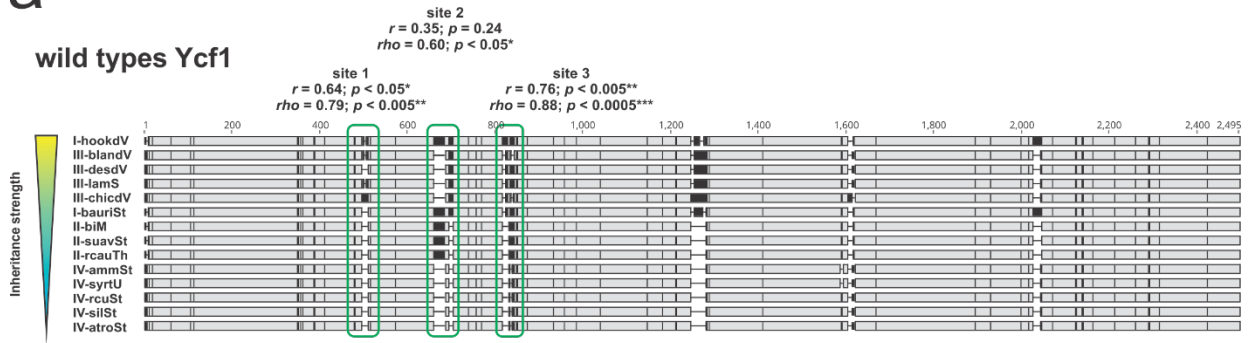 site 2
r = 0.35; p = 0.24
rho = 0.60; p < 0.05*
wild types Ycf1
site 1
r = 0.64; p < 0.05*
rho = 0.79; p < 0.005**
site 3
r = 0.76; p < 0.005**
rho = 0.88; p < 0.0005***
1 200 400 600 800 1,000 1,200 1,400 1,600 1,800 2,000 2,200 2,400 2,495
Inheritance strength
I-hookdV
III-blandV
III-desdV
III-lamS
III-chicdV
I-bauriSt
II-biM
II-suavSt
II-rcauTh
IV-ammSt
IV-syrtU
IV-rcuSt
IV-silSt
IV-atroSt